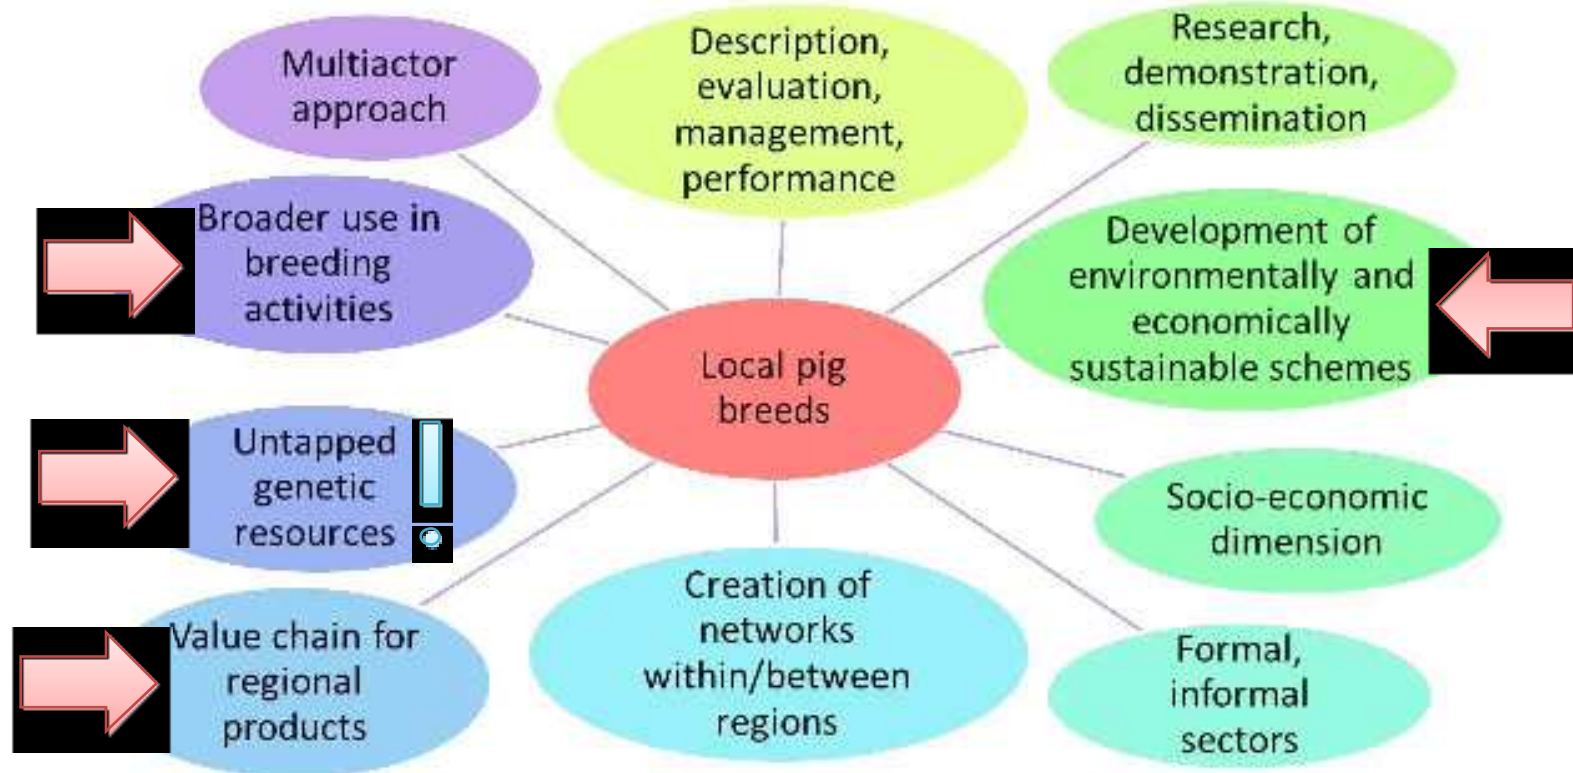 Multiactor
approach
Description,
evaluation,
management,
performance
Research,
demonstration,
dissemination
Broader use in
breeding
activities
Development of
environmentally and
economically
sustainable schemes
Local pig
breeds
Untapped
genetic
resources
Socio-economic
dimension
Value chain for
regional
products
Creation of
networks
within/between
regions
Formal,
informal
sectors